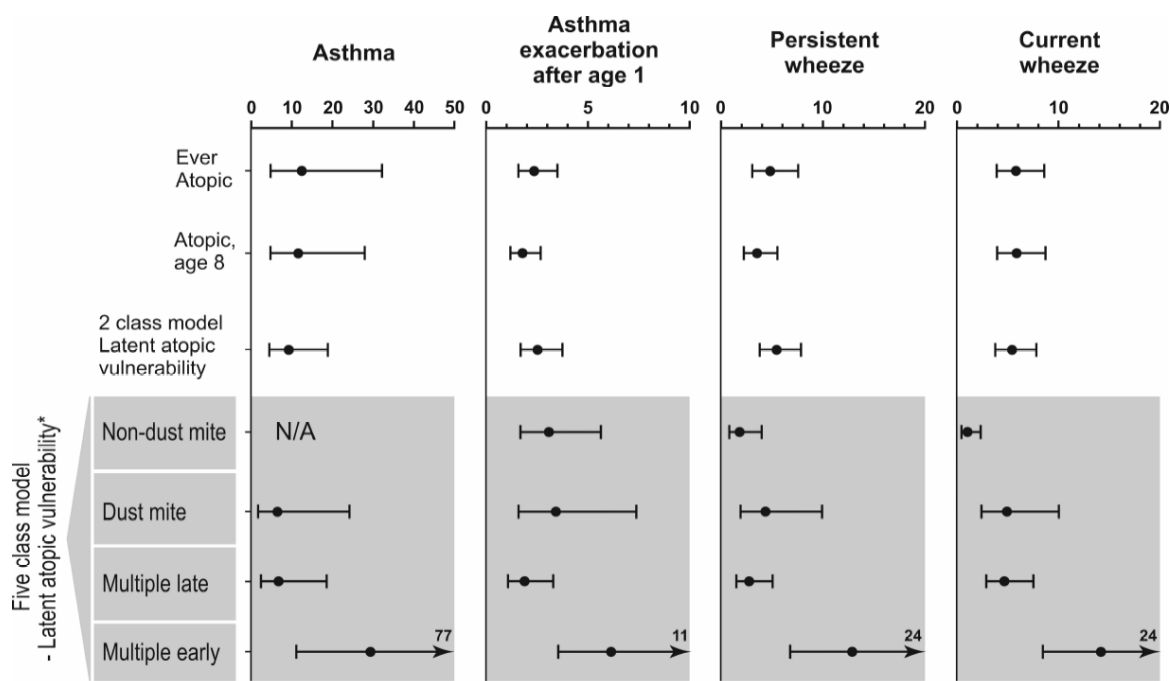 Asthma
Asthma
exacerbation
after age 1
Persistent
wheeze
Current
wheeze
0 10 20 30 40 50
0 5 10
0 10 20
0 10 20
Ever
Atopic
Atopic,
age 8
2 class model
Latent atopic
vulnerability
Five class model
- Latent atopic vulnerability*
Non-dust mite
N/A
Dust mite
Multiple late
Multiple early
77
11
24
24